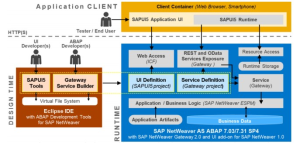 Application CLIENT
Client Container (Web Browser, Smartphone)
SAPUI5 Application UI
SAPUI5 Runtime
Tester / End User
HTTP(S)
UI Developer(s)
ABAP Developer(s)
DESIGN TIME
SAPUI5 Tools
Gateway Service Builder
Virtual File System
Eclipse IDE
with ABAP Development Tools
for SAP NetWeaver
RUNTIME
Web Access
(ICF)
REST and OData
Services Exposure
(Gateway)
Resource Access
Runtime Storage
UI Definition
(SAPUI5 project)
Service Definition
(Gateway project)
Service
(Gateway)
Application / Business Logic (SAP NetWeaver ESPM)
Application Artifacts
Business Data
SAP NetWeaver AS ABAP 7.03/7.31 SP4
with SAP NetWeaver Gateway 2.0 and UI add-on for SAP NetWeaver 1.0